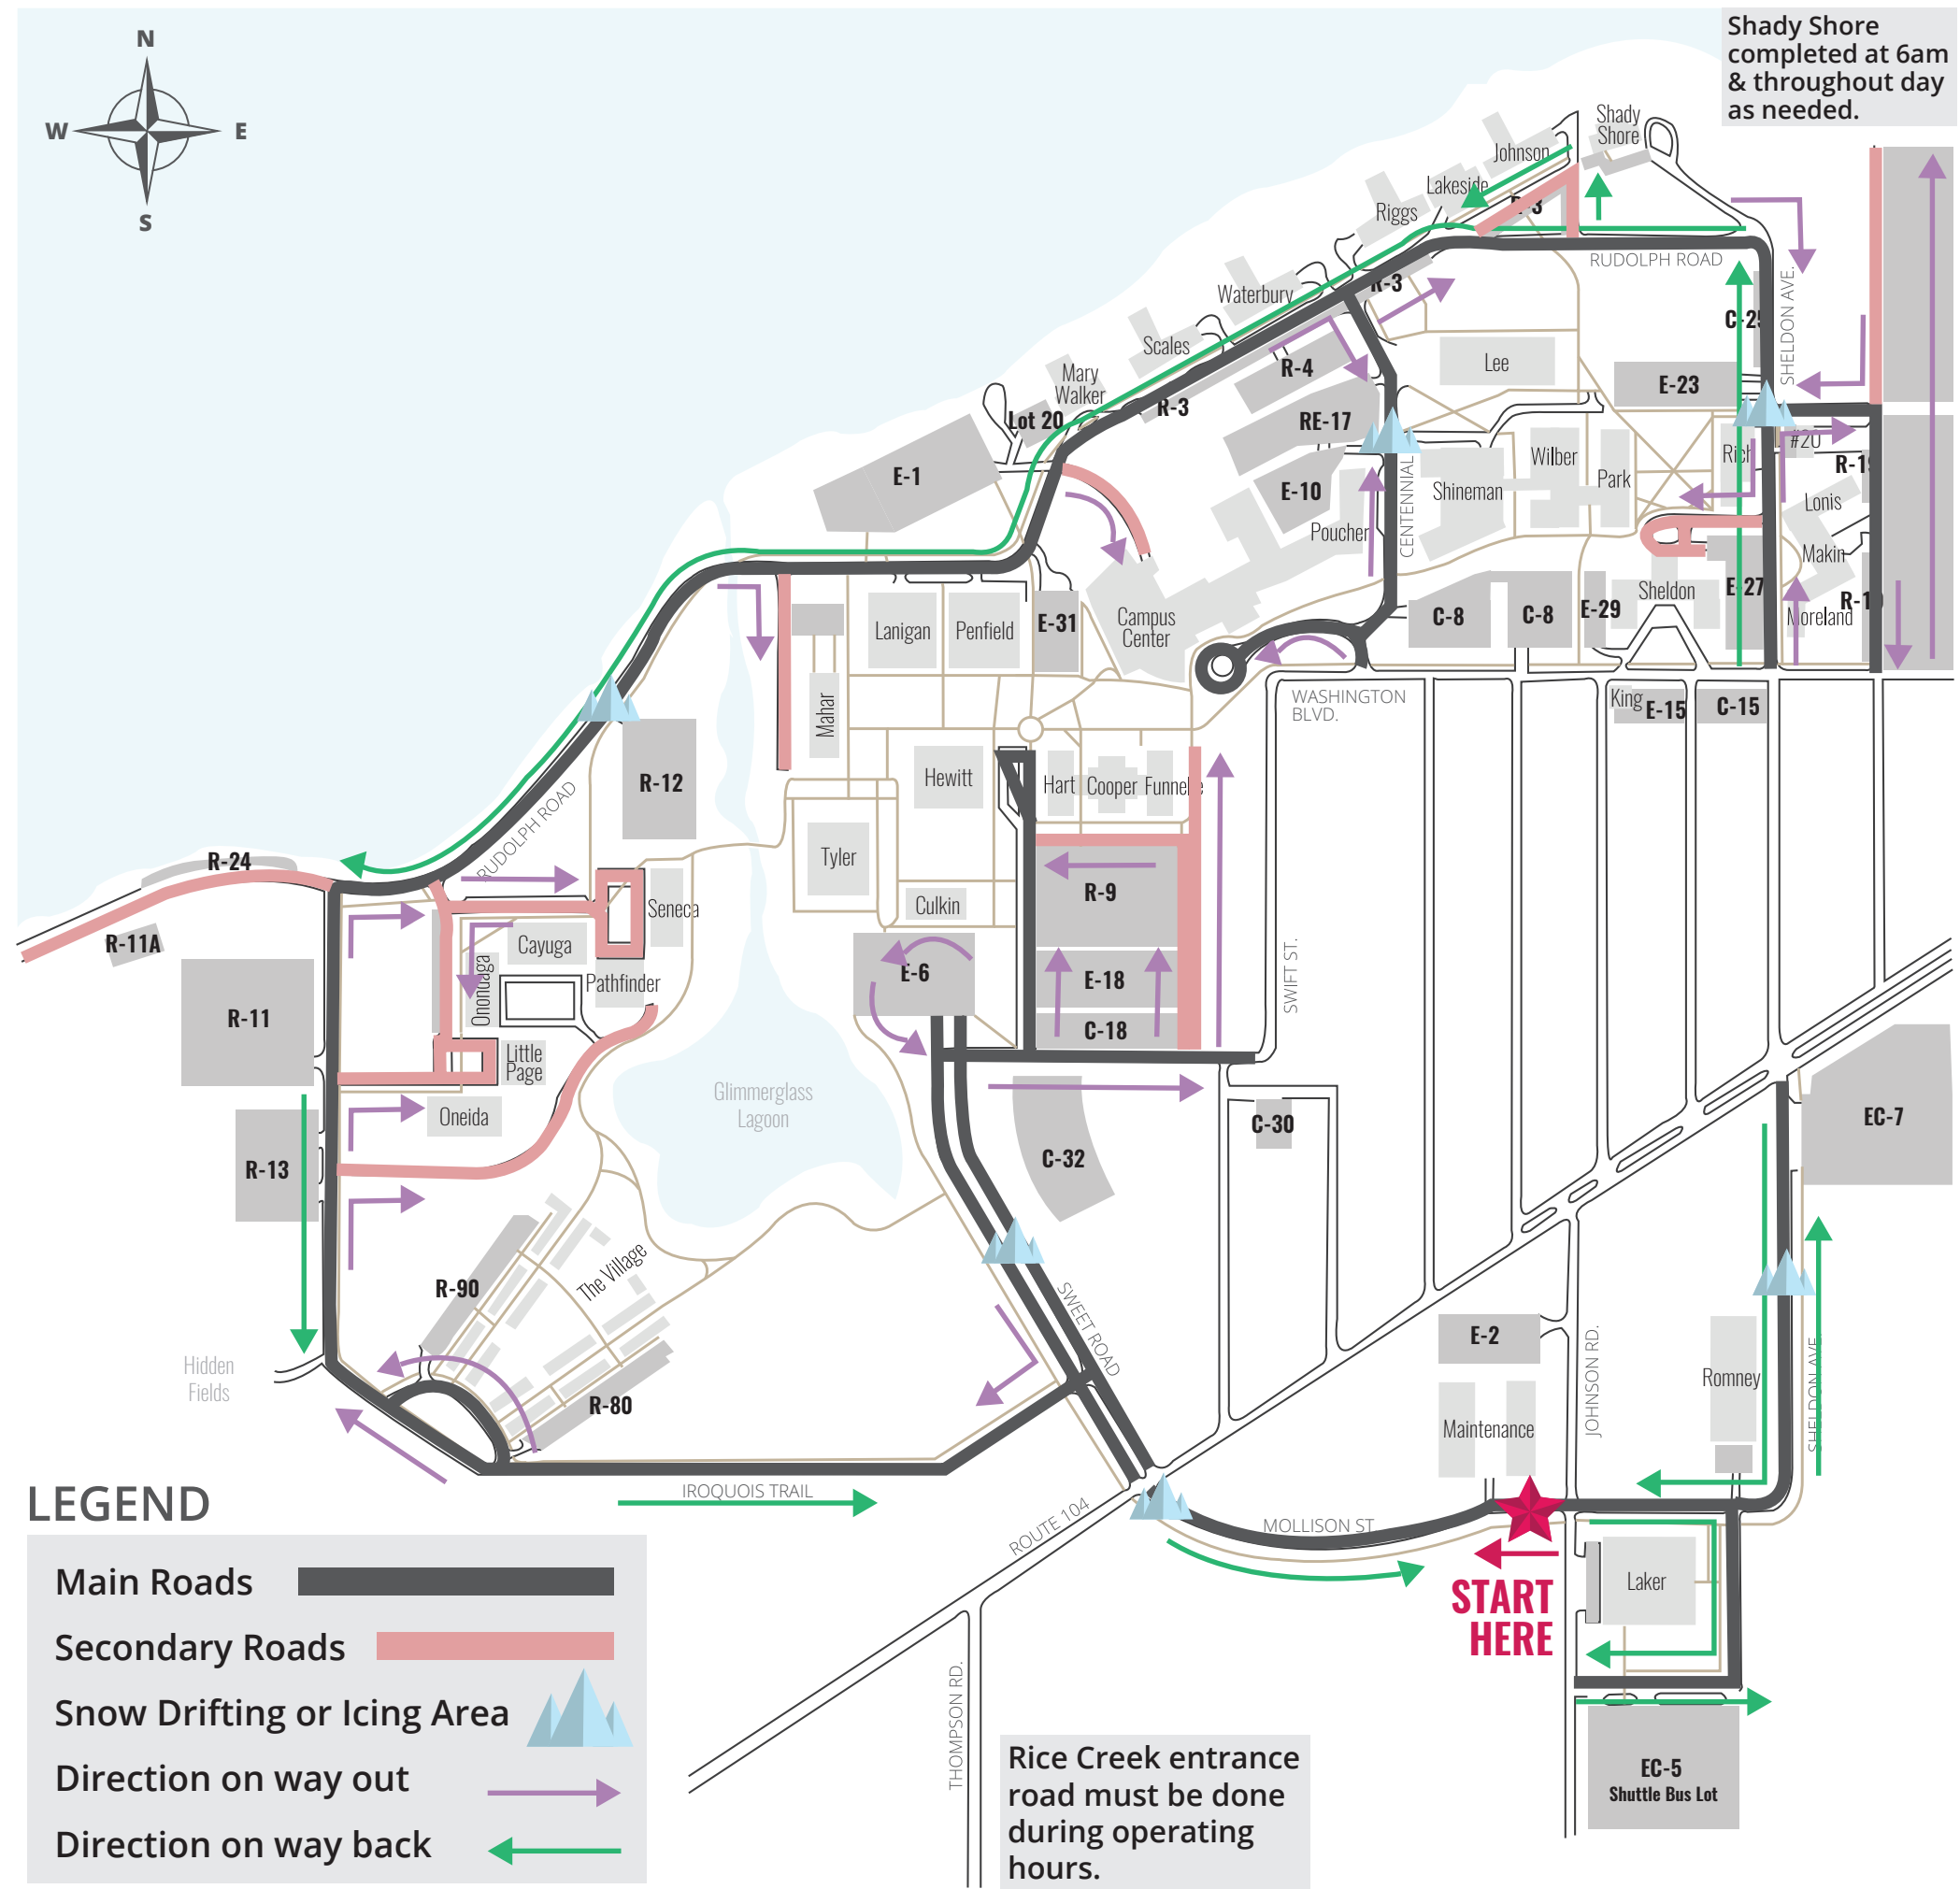 N
W
E
S
Shady Shore
completed at 6am
& throughout day
as needed.
Shady
Shore
Johnson
Lakeside
Riggs
R-3
RUDOLPH ROAD
SHELDON AVE.
Waterbury
R-3
C-25
Scales
R-4
Lee
E-23
Mary
Walker
R-3
Lot 20
RE-17
#20
E-1
Wilber
Rich
R-19
Park
E-10
Shineman
CENTENNIAL
Lonis
Poucher
Makin
Sheldon
E-27
R-19
Moreland
Lanigan
Penfield
E-31
Campus
Center
C-8
C-8
E-29
WASHINGTON
BLVD.
King
E-15
C-15
Mahar
R-12
Hewitt
Hart
Cooper
Funnelle
RUDOLPH ROAD
R-24
Tyler
R-9
Culkin
Seneca
R-11A
Cayuga
Onondaga
Pathfinder
E-6
E-18
SWIFT ST.
R-11
C-18
Little
Page
Glimmerglass
Lagoon
Oneida
C-30
EC-7
R-13
C-32
The Village
R-90
SWEET ROAD
E-2
JOHNSON RD.
Hidden
Fields
Romney
SHELDON AVE
R-80
Maintenance
IROQUOIS TRAIL
ROUTE 104
MOLLISON ST
START
HERE
Laker
THOMPSON RD.
EC-5
Shuttle Bus Lot
LEGEND
Main Roads
Secondary Roads
Snow Drifting or Icing Area
Direction on way out
Direction on way back
Rice Creek entrance
road must be done
during operating
hours.